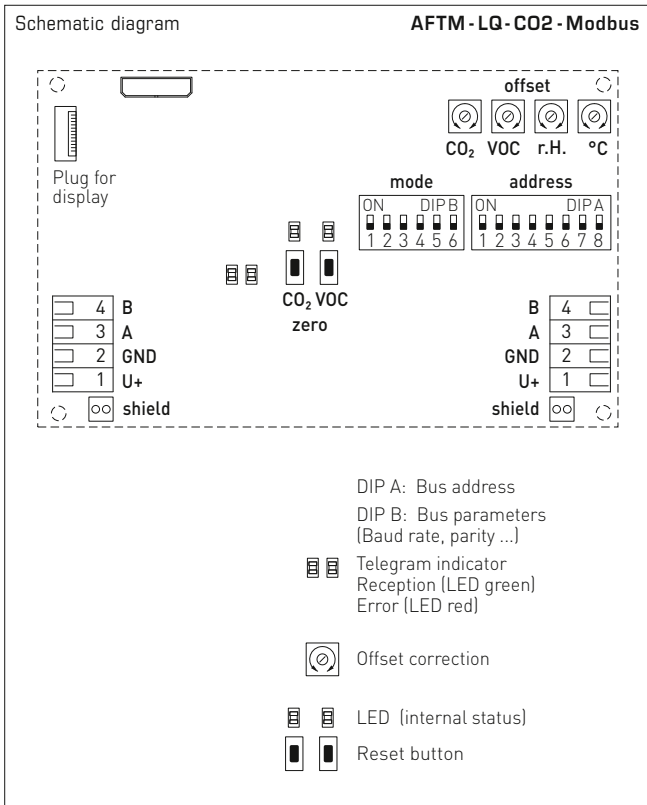 Schematic diagram AFTM-LQ-CO2-Modbus
offset
CO₂ VOC r.H. °C
Plug for
display
mode address
ON DIP B ON DIP A
1 2 3 4 5 6 1 2 3 4 5 6 7 8
CO₂ VOC
zero
4 B B 4
3 A A 3
2 GND GND 2
1 U+ U+ 1
shield shield
DIP A: Bus address
DIP B: Bus parameters
(Baud rate, parity ...)
Telegram indicator
Reception (LED green)
Error (LED red)
Offset correction
LED (internal status)
Reset button